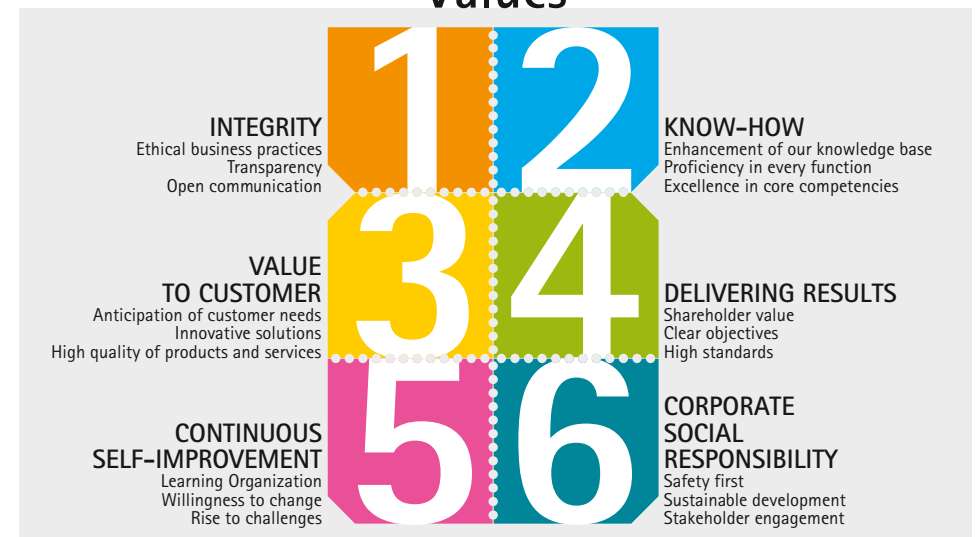 Values
1
INTEGRITY
Ethical business practices
Transparency
Open communication
2
KNOW-HOW
Enhancement of our knowledge base
Proficiency in every function
Excellence in core competencies
3
VALUE
TO CUSTOMER
Anticipation of customer needs
Innovative solutions
High quality of products and services
4
DELIVERING RESULTS
Shareholder value
Clear objectives
High standards
5
CONTINUOUS
SELF-IMPROVEMENT
Learning Organization
Willingness to change
Rise to challenges
6
CORPORATE
SOCIAL
RESPONSIBILITY
Safety first
Sustainable development
Stakeholder engagement